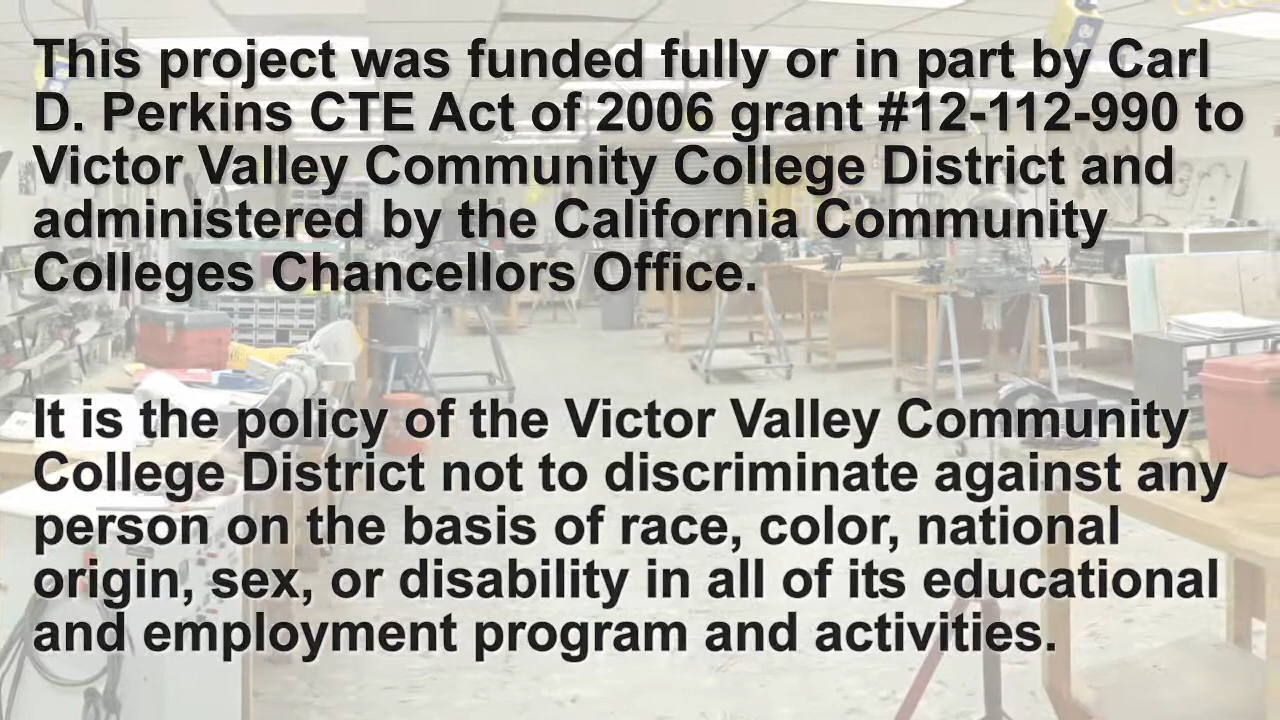 This project was funded fully or in part by Carl
D. Perkins CTE Act of 2006 grant #12-112-990 to
Victor Valley Community College District and
administered by the California Community
Colleges Chancellors Office.
It is the policy of the Victor Valley Community
College District not to discriminate against any
person on the basis of race, color, national
origin, sex, or disability in all of its educational
and employment program and activities.